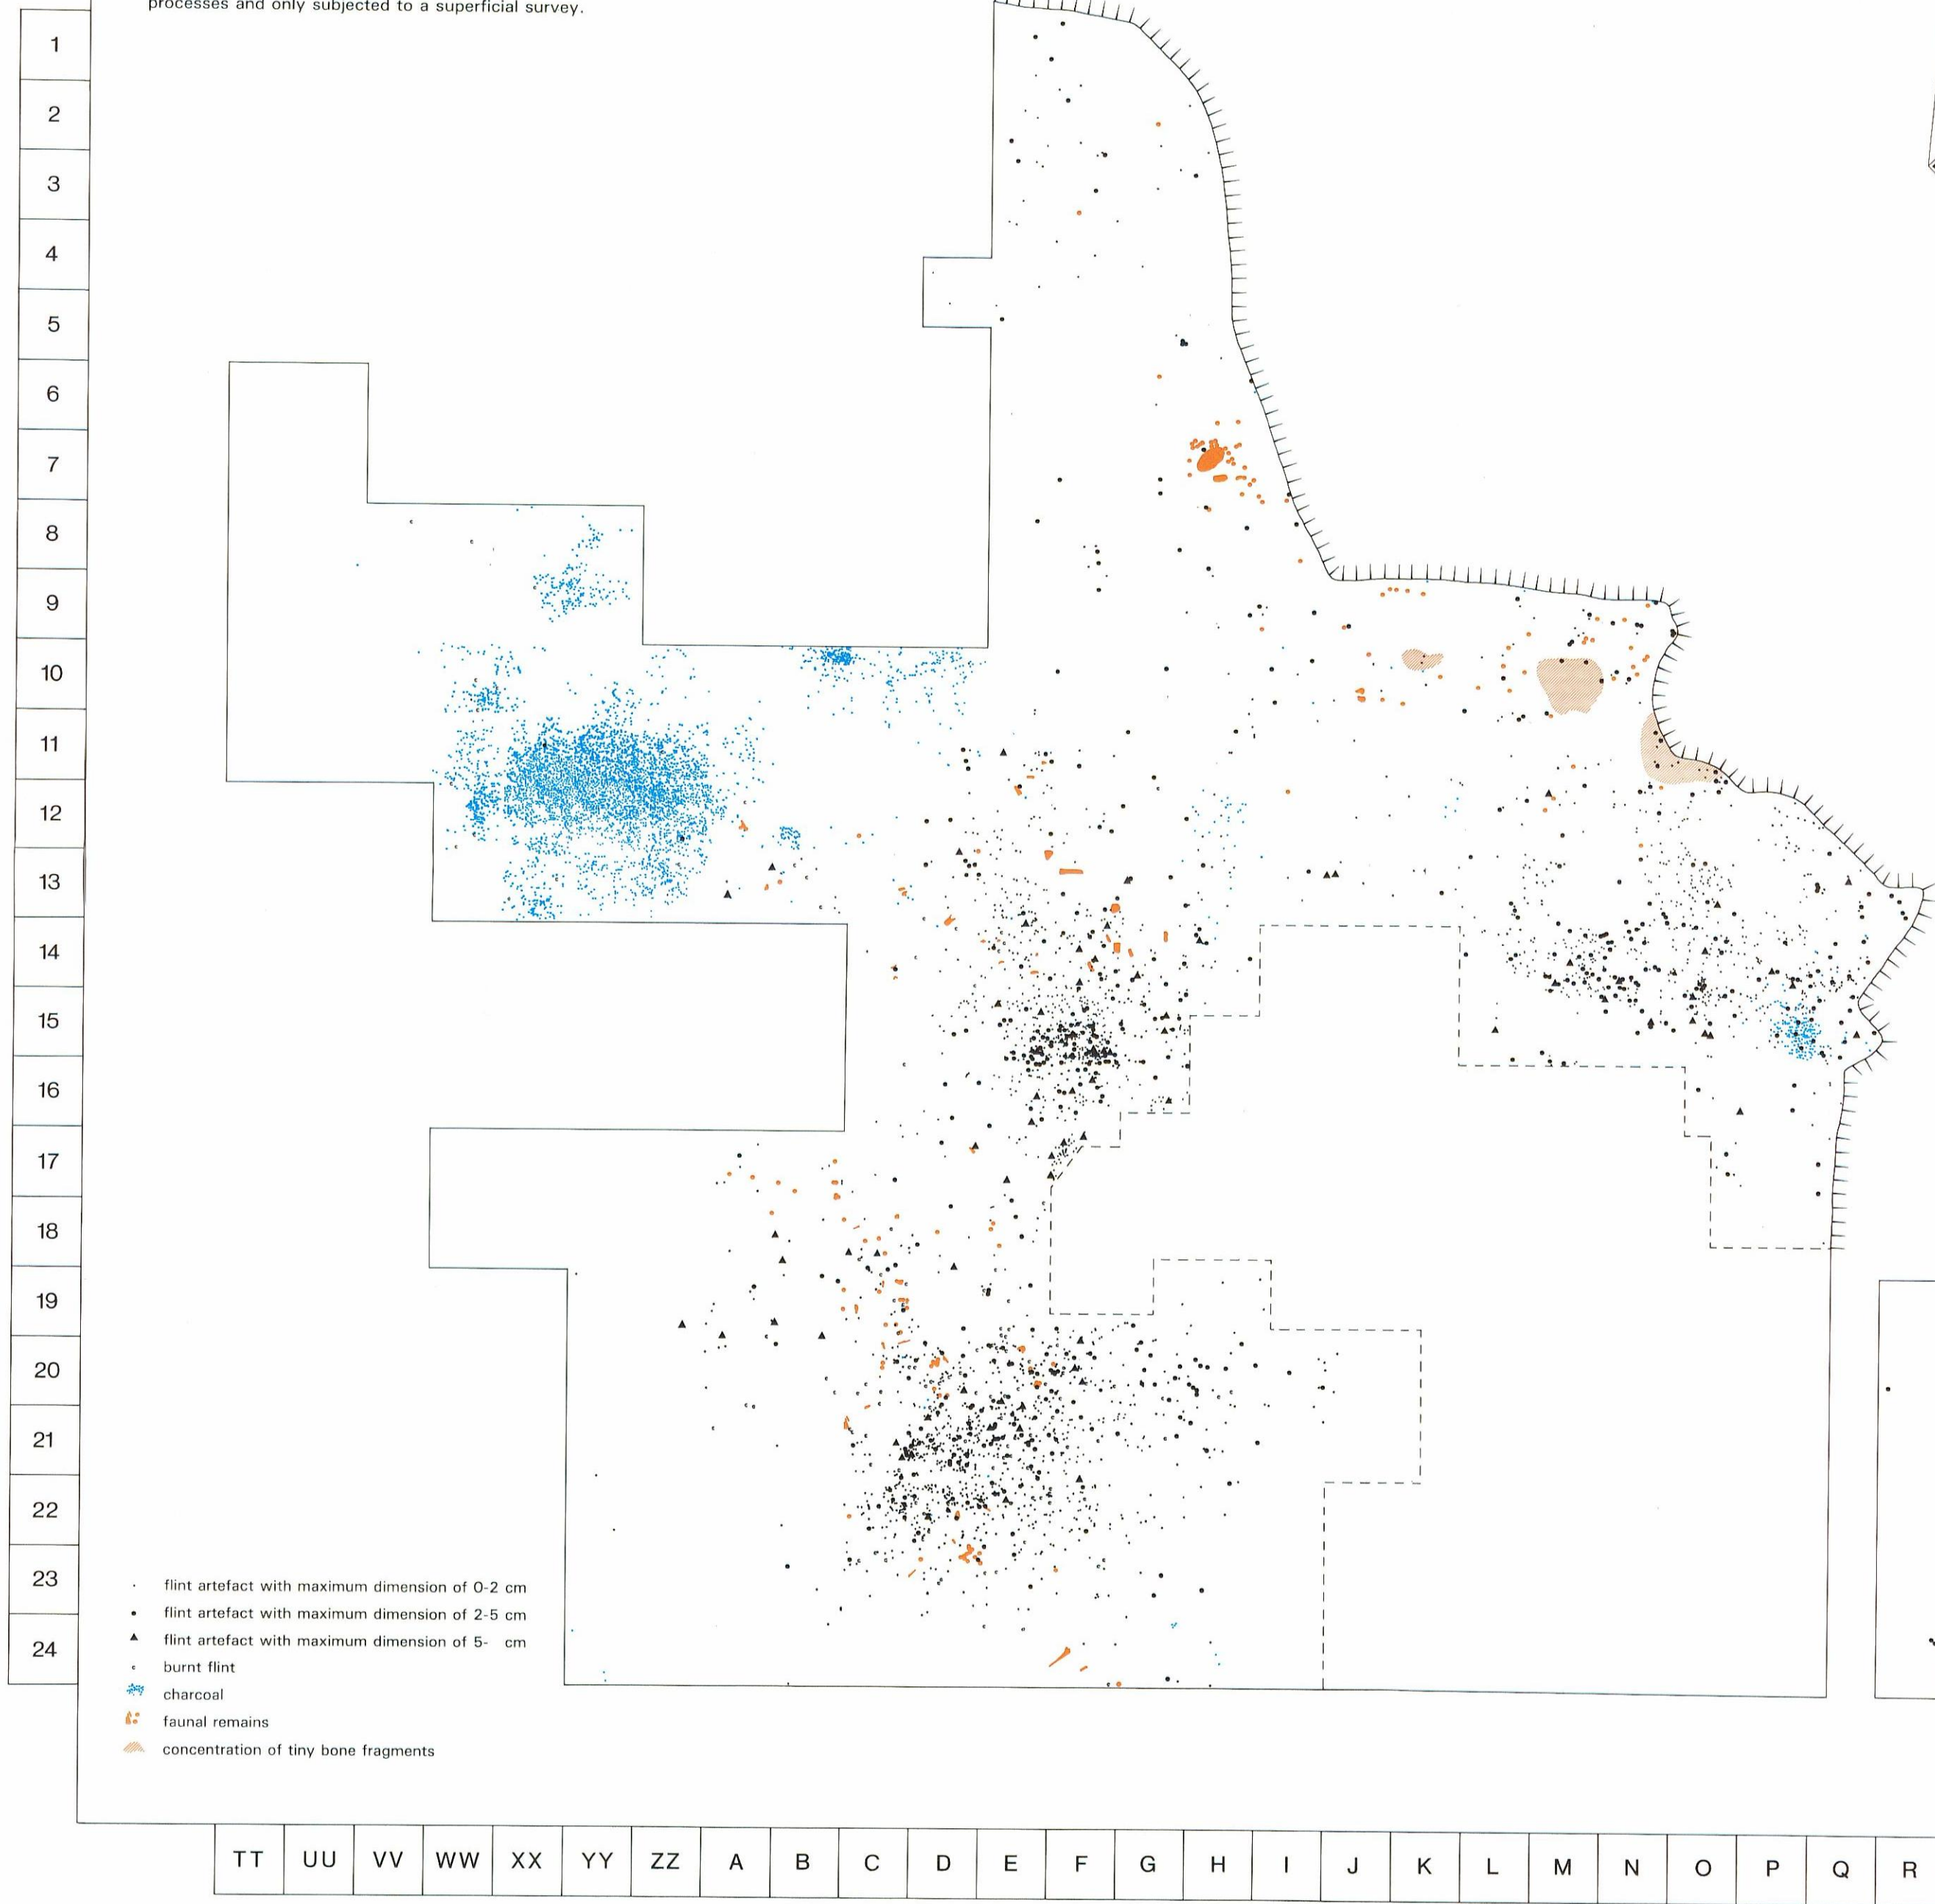 processes and only subjected to a superficial survey.
1
2
3
4
5
6
7
8
9
10
11
12
13
14
15
16
17
18
19
20
21
22
23
24
flint artefact with maximum dimension of 0-2 cm
flint artefact with maximum dimension of 2-5 cm
flint artefact with maximum dimension of 5- cm
burnt flint
charcoal
faunal remains
concentration of tiny bone fragments
TT UU VV WW XX YY ZZ A B C D E F G H I J K L M N O P Q R